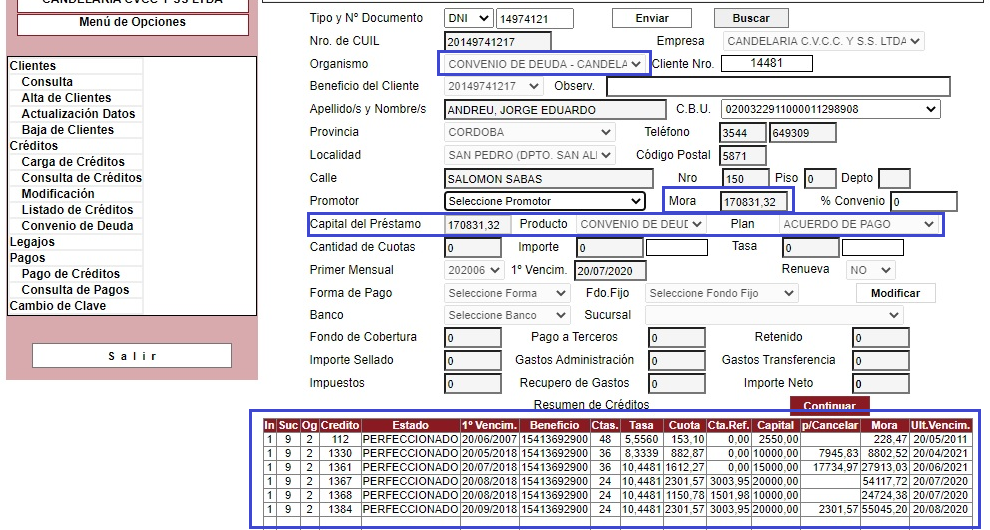 CANDELARIA CVCC Y SS LTDA
Menú de Opciones
Clientes
Consulta
Alta de Clientes
Actualización Datos
Baja de Clientes
Créditos
Carga de Créditos
Consulta de Créditos
Modificación
Listado de Créditos
Convenio de Deuda
Legajos
Pagos
Pago de Créditos
Consulta de Pagos
Cambio de Clave
Salir
Tipo y Nº Documento DNI 14974121 Enviar Buscar
Nro. de CUIL 20149741217 Empresa CANDELARIA C.V.C.C. Y S.S. LTDA.
Organismo CONVENIO DE DEUDA - CANDELA Cliente Nro. 14481
Beneficio del Cliente 20149741217 Observ.
Apellido/s y Nombre/s ANDREU, JORGE EDUARDO C.B.U. 0200322911000011298908
Provincia CORDOBA Teléfono 3544 649309
Localidad SAN PEDRO (DPTO. SAN ALI Código Postal 5871
Calle SALOMON SABAS Nro 150 Piso 0 Depto
Promotor Seleccione Promotor Mora 170831,32 % Convenio 0
Capital del Préstamo 170831,32 Producto CONVENIO DE DEUD Plan ACUERDO DE PAGO
Cantidad de Cuotas 0 Importe 0 Tasa 0
Primer Mensual 202006 1º Vencim. 20/07/2020 Renueva NO
Forma de Pago Seleccione Forma Fdo.Fijo Seleccione Fondo Fijo Modificar
Banco Seleccione Banco Sucursal
Fondo de Cobertura 0 Pago a Terceros 0 Retenido 0
Importe Sellado 0 Gastos Administración 0 Gastos Transferencia 0
Impuestos 0 Recupero de Gastos 0 Importe Neto 0
Resumen de Créditos Continuar
In Suc Og Credito Estado 1º Vencim. Beneficio Ctas. Tasa Cuota Cta.Ref. Capital p/Cancelar Mora Ult.Vencim.
1 9 2 112 PERFECCIONADO 20/06/2007 15413692900 48 5,5560 153,10 0,00 2550,00 228,47 20/05/2011
1 9 2 1330 PERFECCIONADO 20/05/2018 15413692900 36 8,3339 882,87 0,00 10000,00 7945,83 8802,52 20/04/2021
1 9 2 1361 PERFECCIONADO 20/07/2018 15413692900 36 10,4481 1612,27 0,00 15000,00 17734,97 27913,03 20/06/2021
1 9 2 1367 PERFECCIONADO 20/08/2018 15413692900 24 10,4481 2301,57 3003,95 20000,00 54117,72 20/07/2020
1 9 2 1368 PERFECCIONADO 20/08/2018 15413692900 24 10,4481 1150,78 1501,98 10000,00 24724,38 20/07/2020
1 9 2 1384 PERFECCIONADO 20/09/2018 15413692900 24 10,4481 2301,57 3003,95 20000,00 2301,57 55045,20 20/08/2020